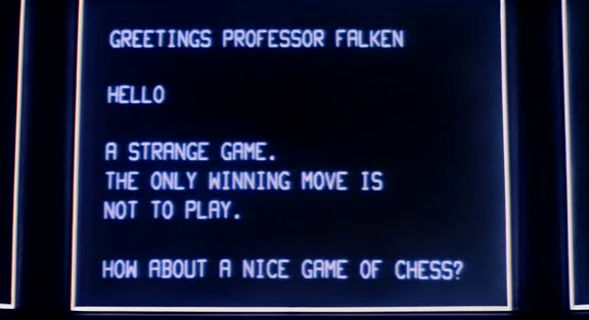 GREETINGS PROFESSOR FALKEN
HELLO
A STRANGE GAME.
THE ONLY WINNING MOVE IS
NOT TO PLAY.
HOW ABOUT A NICE GAME OF CHESS?